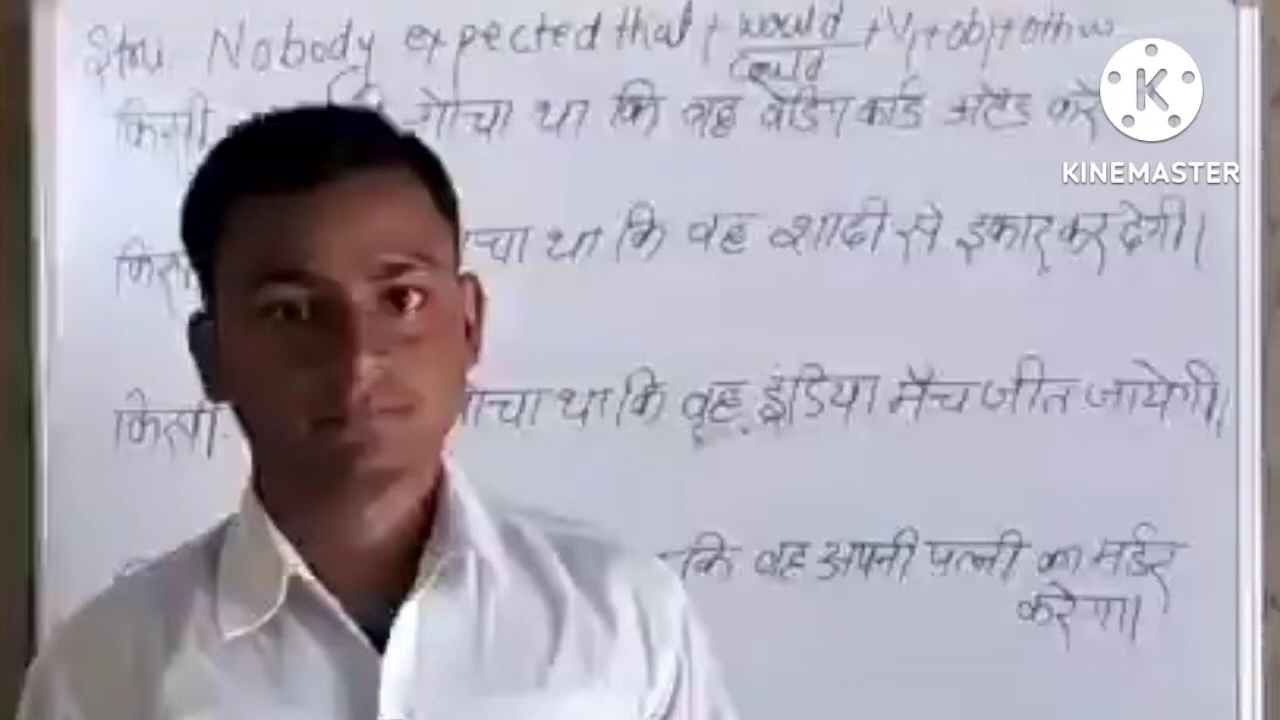 Stru Nobody expected that + would + V₁ + obj + oth w
could
किसी सोचा था कि वह वेडिंग कार्ड अटेंड करे
चा था कि वह शादी से इंकार कर देगी।
किसी चा था कि वह इंडिया मैच जीत जायेगी।
कि वह अपनी पत्नी का मर्डर
करेगा।
KINEMASTER